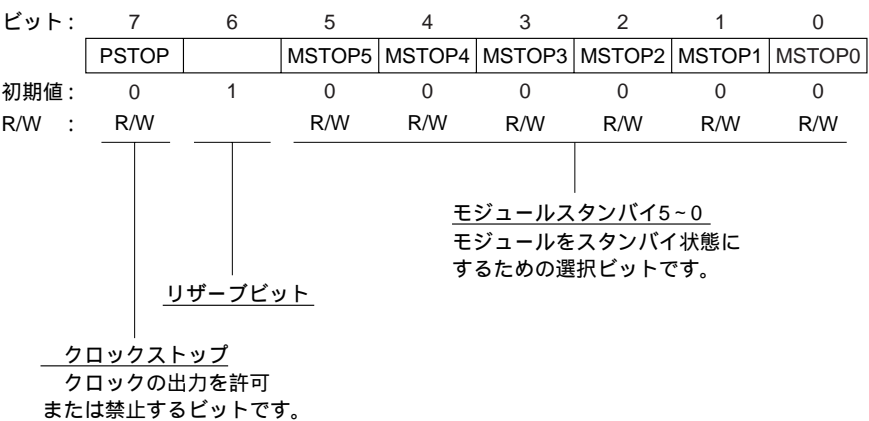 ビット： 7 6 5 4 3 2 1 0
PSTOP MSTOP5 MSTOP4 MSTOP3 MSTOP2 MSTOP1 MSTOP0
初期値： 0 1 0 0 0 0 0 0
R/W ： R/W R/W R/W R/W R/W R/W R/W
モジュールスタンバイ5～0
モジュールをスタンバイ状態に
するための選択ビットです。
リザーブビット
クロックストップ
クロックの出力を許可
または禁止するビットです。